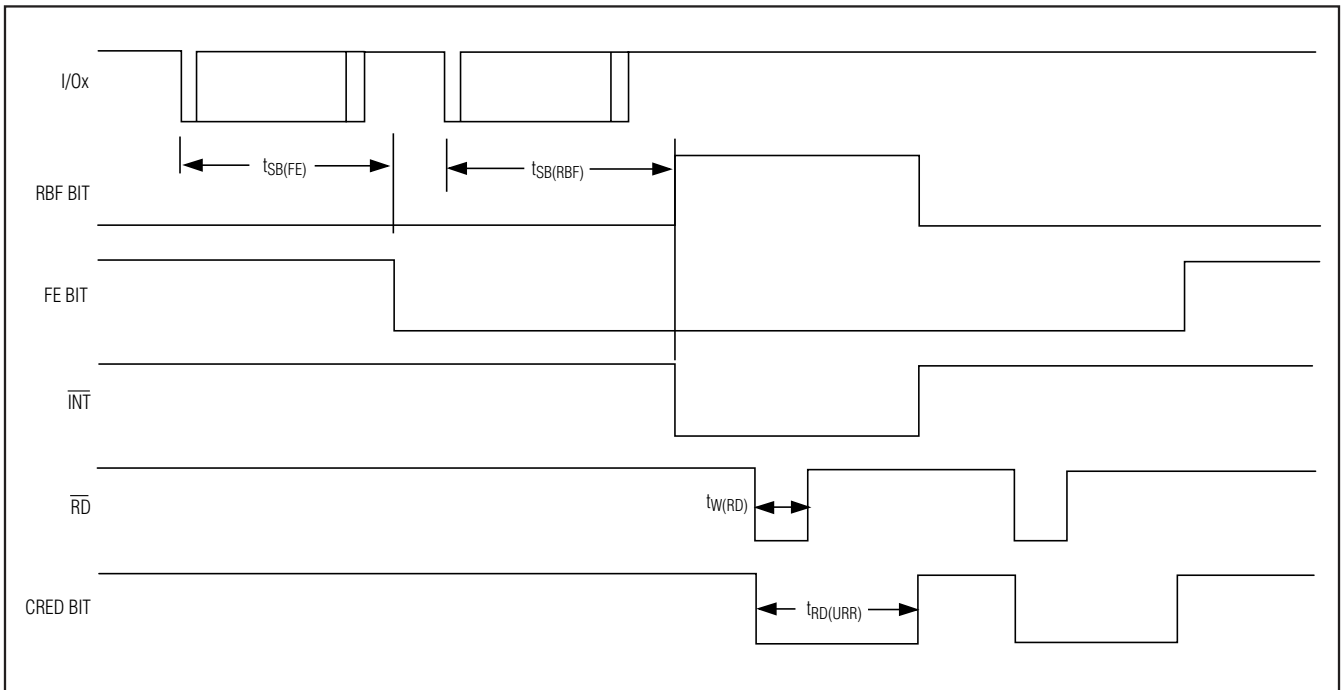 I/Ox
tSB(FE)
tSB(RBF)
RBF BIT
FE BIT
INT
RD
tW(RD)
CRED BIT
tRD(URR)